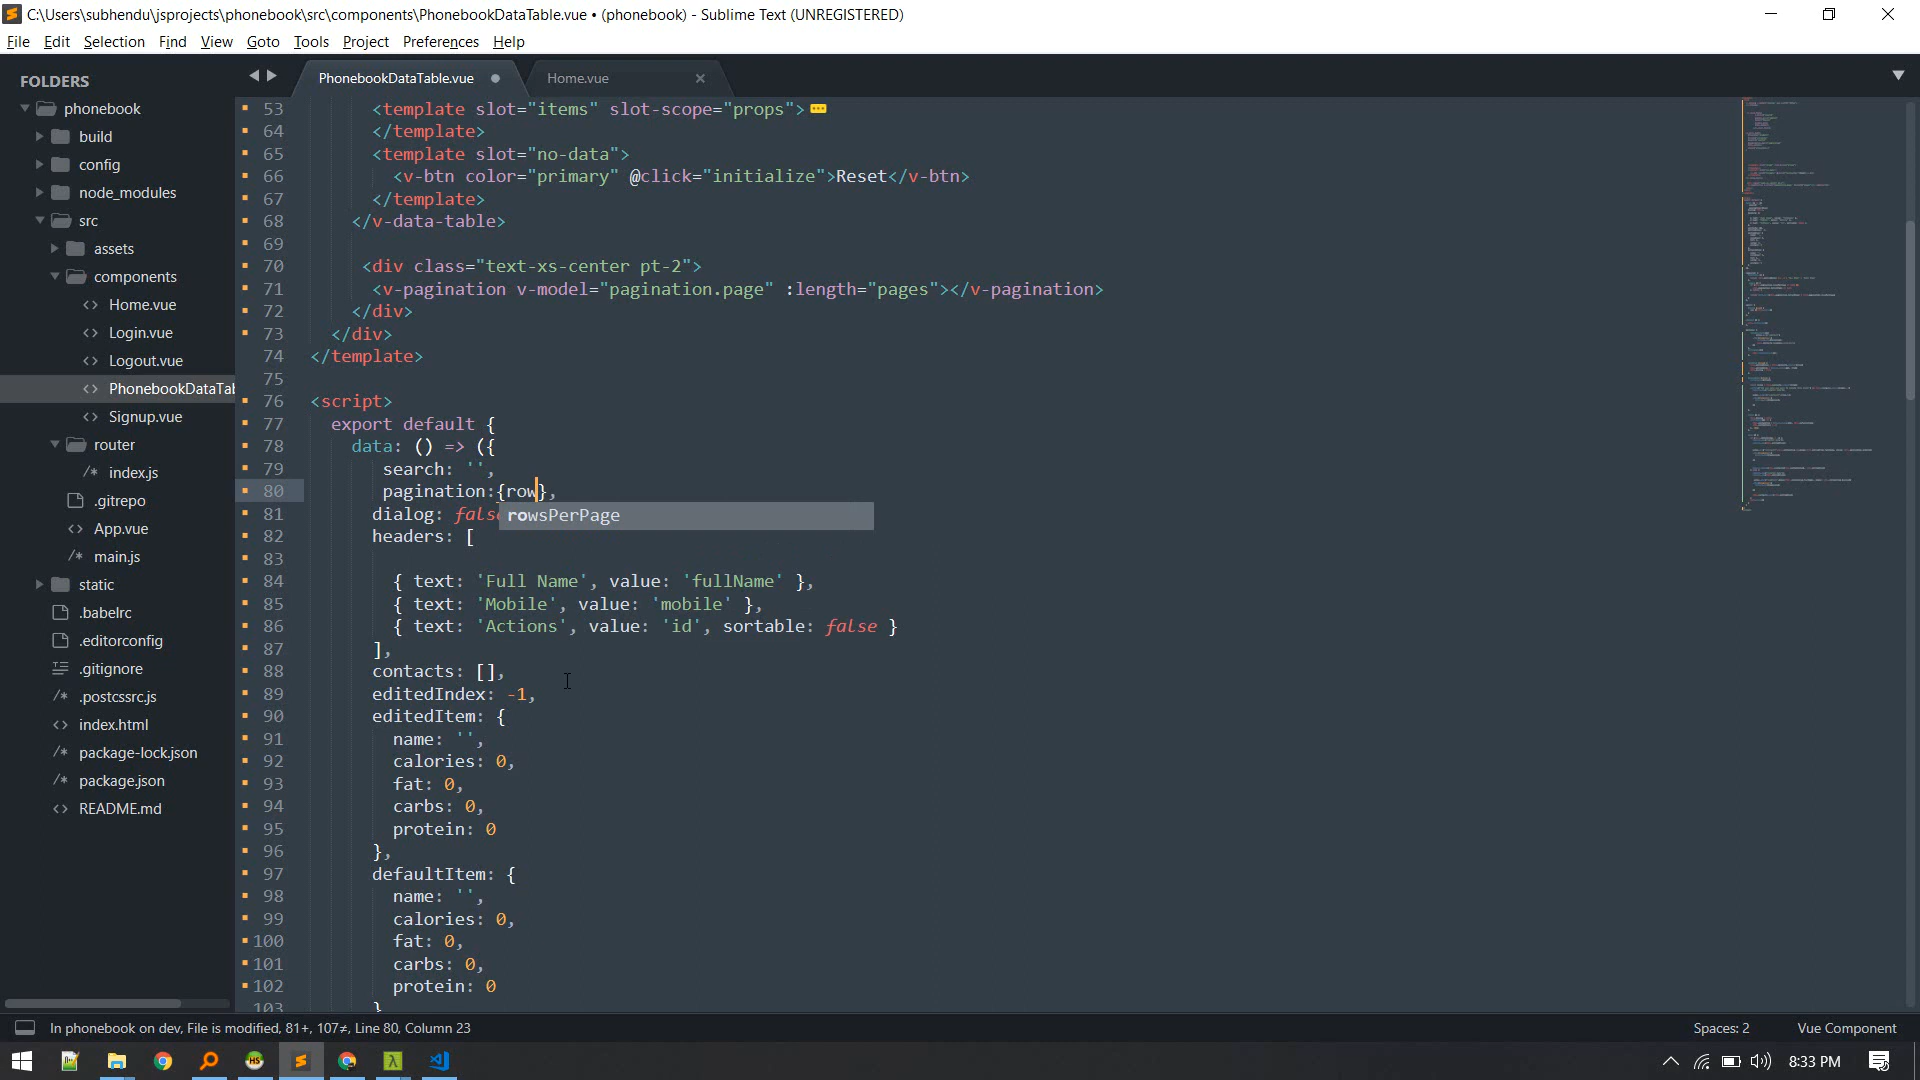 C:\Users\subhendu\jsprojects\phonebook\src\components\PhonebookDataTable.vue • (phonebook) - Sublime Text (UNREGISTERED)
File Edit Selection Find View Goto Tools Project Preferences Help
FOLDERS
phonebook
build
config
node_modules
src
assets
components
<> Home.vue
<> Login.vue
<> Logout.vue
<> PhonebookDataTab
<> Signup.vue
router
/* index.js
.gitrepo
<> App.vue
/* main.js
static
.babelrc
.editorconfig
.gitignore
/* .postcssrc.js
<> index.html
/* package-lock.json
/* package.json
<> README.md
PhonebookDataTable.vue
Home.vue
53 <template slot="items" slot-scope="props">
64 </template>
65 <template slot="no-data">
66 <v-btn color="primary" @click="initialize">Reset</v-btn>
67 </template>
68 </v-data-table>
69
70 <div class="text-xs-center pt-2">
71 <v-pagination v-model="pagination.page" :length="pages"></v-pagination>
72 </div>
73 </div>
74 </template>
75
76 <script>
77 export default {
78 data: () => ({
79 search: '',
80 pagination:{row},
81 dialog: fals
rowsPerPage
82 headers: [
83
84 { text: 'Full Name', value: 'fullName' },
85 { text: 'Mobile', value: 'mobile' },
86 { text: 'Actions', value: 'id', sortable: false }
87 ],
88 contacts: [],
89 editedIndex: -1,
90 editedItem: {
91 name: '',
92 calories: 0,
93 fat: 0,
94 carbs: 0,
95 protein: 0
96 },
97 defaultItem: {
98 name: '',
99 calories: 0,
100 fat: 0,
101 carbs: 0,
102 protein: 0
103 }
In phonebook on dev, File is modified, 81+, 107≠, Line 80, Column 23
Spaces: 2
Vue Component
8:33 PM